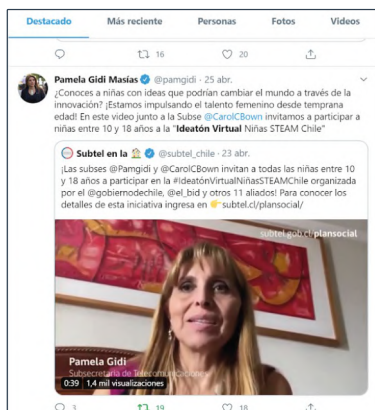 Destacado Más reciente Personas Fotos Videos
16 20
Pamela Gidi Masías @pamgidi · 25 abr.
¿Conoces a niñas con ideas que podrían cambiar el mundo a través de la
innovación? ¡Estamos impulsando el talento femenino desde temprana
edad! En este video junto a la Subse @CarolCBown invitamos a participar a
niñas entre 10 y 18 años a la "Ideatón Virtual Niñas STEAM Chile"
Subtel en la @subtel_chile · 23 abr.
¡Las subses @Pamgidi y @CarolCBown invitan a todas las niñas entre 10
y 18 años a participar en la #IdeatónVirtualNiñasSTEAMChile organizada
por el @gobiernodechile, @el_bid y otros 11 aliados! Para conocer los
detalles de esta iniciativa ingresa en subtel.cl/plansocial/
subtel.gob.cl/plansocial
Pamela Gidi
Subsecretaria de Telecomunicaciones
0:39 1,4 mil visualizaciones
3 19 18